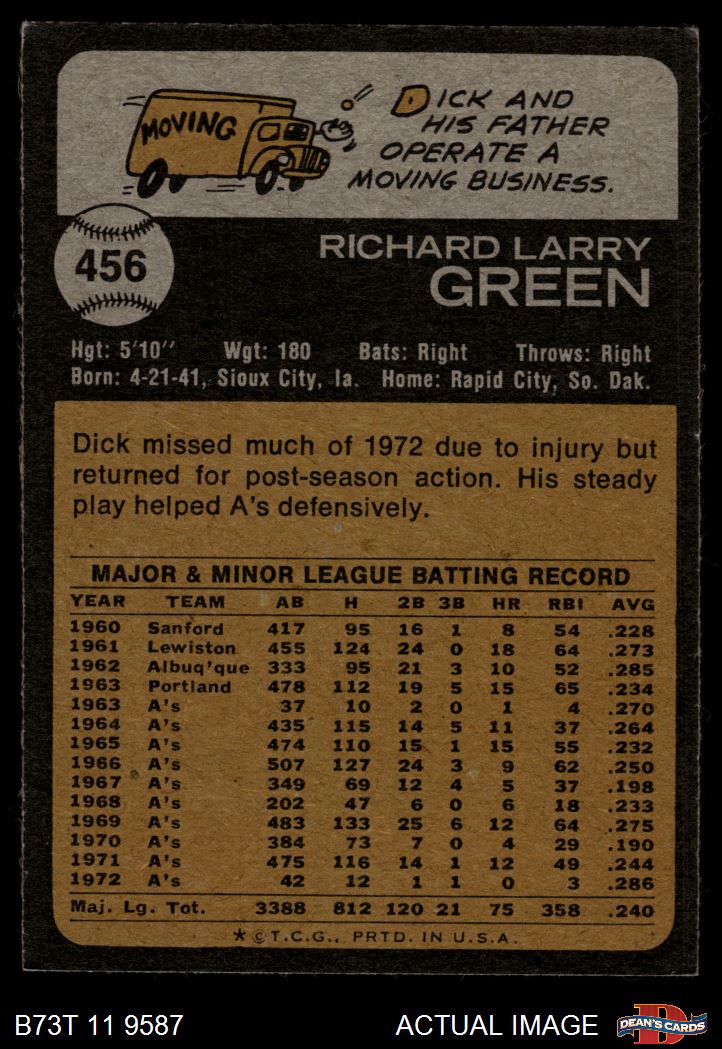 MOVING
DICK AND
HIS FATHER
OPERATE A
MOVING BUSINESS.
456
RICHARD LARRY
GREEN
Hgt: 5'10" Wgt: 180 Bats: Right Throws: Right
Born: 4-21-41, Sioux City, Ia. Home: Rapid City, So. Dak.
Dick missed much of 1972 due to injury but
returned for post-season action. His steady
play helped A's defensively.
MAJOR & MINOR LEAGUE BATTING RECORD
YEAR TEAM AB H 2B 3B HR RBI AVG
1960 Sanford 417 95 16 1 8 54 .228
1961 Lewiston 455 124 24 0 18 64 .273
1962 Albuq'que 333 95 21 3 10 52 .285
1963 Portland 478 112 19 5 15 65 .234
1963 A's 37 10 2 0 1 4 .270
1964 A's 435 115 14 5 11 37 .264
1965 A's 474 110 15 1 15 55 .232
1966 A's 507 127 24 3 9 62 .250
1967 A's 349 69 12 4 5 37 .198
1968 A's 202 47 6 0 6 18 .233
1969 A's 483 133 25 6 12 64 .275
1970 A's 384 73 7 0 4 29 .190
1971 A's 475 116 14 1 12 49 .244
1972 A's 42 12 1 1 0 3 .286
Maj. Lg. Tot. 3388 812 120 21 75 358 .240
*©T.C.G., PRTD. IN U.S.A.
B73T 11 9587 ACTUAL IMAGE D DEAN'S CARDS